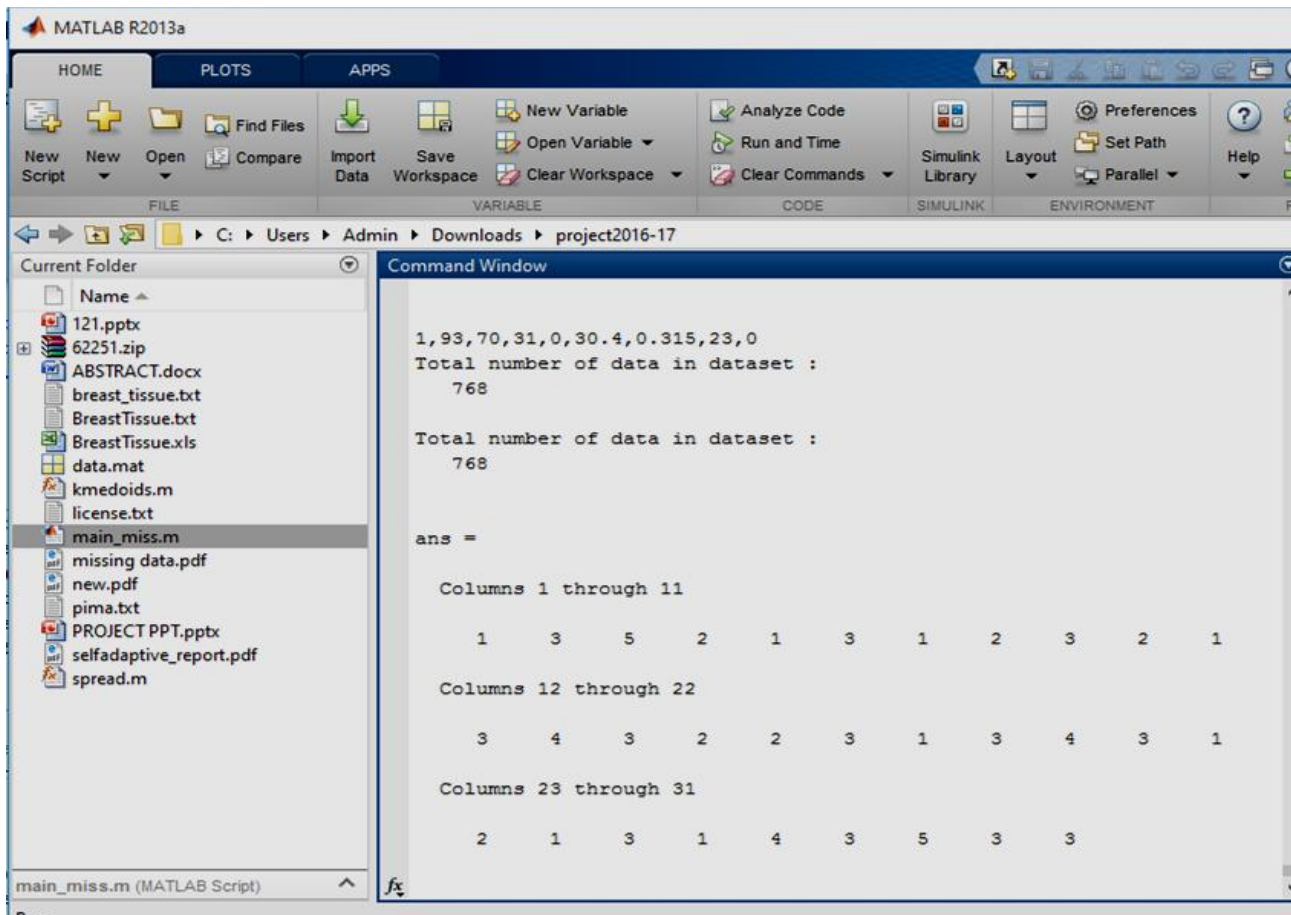 MATLAB R2013a
HOME PLOTS APPS
New Script
New
Open
Find Files
Compare
FILE
Import Data
Save Workspace
New Variable
Open Variable
Clear Workspace
VARIABLE
Analyze Code
Run and Time
Clear Commands
CODE
Simulink Library
SIMULINK
Layout
Preferences
Set Path
Parallel
ENVIRONMENT
Help
C: Users Admin Downloads project2016-17
Current Folder
Name
121.pptx
62251.zip
ABSTRACT.docx
breast_tissue.txt
BreastTissue.txt
BreastTissue.xls
data.mat
kmedoids.m
license.txt
main_miss.m
missing data.pdf
new.pdf
pima.txt
PROJECT PPT.pptx
selfadaptive_report.pdf
spread.m
main_miss.m (MATLAB Script)
Command Window
1,93,70,31,0,30.4,0.315,23,0
Total number of data in dataset :
768
Total number of data in dataset :
768
ans =
Columns 1 through 11
1 3 5 2 1 3 1 2 3 2 1
Columns 12 through 22
3 4 3 2 2 3 1 3 4 3 1
Columns 23 through 31
2 1 3 1 4 3 5 3 3
fx